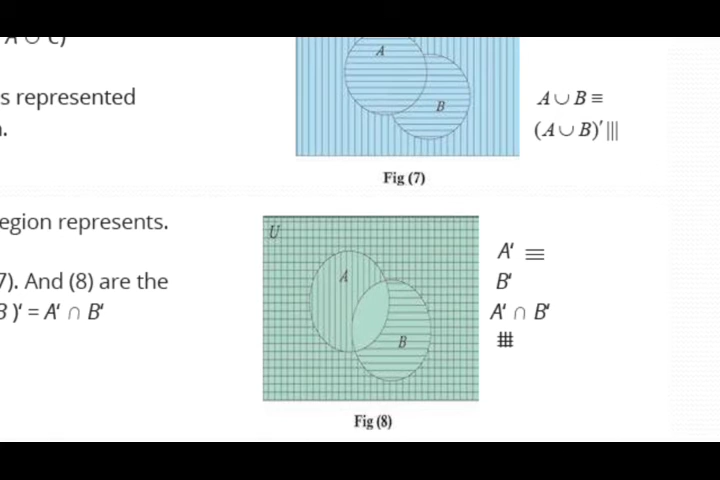 A ∪ C)
A
s represented
B
A ∪ B ≡
(A ∪ B)′ |||
Fig (7)
egion represents.
U
A' ≡
A
7). And (8) are the
B'
B )' = A' ∩ B'
A' ∩ B'
B
Fig (8)